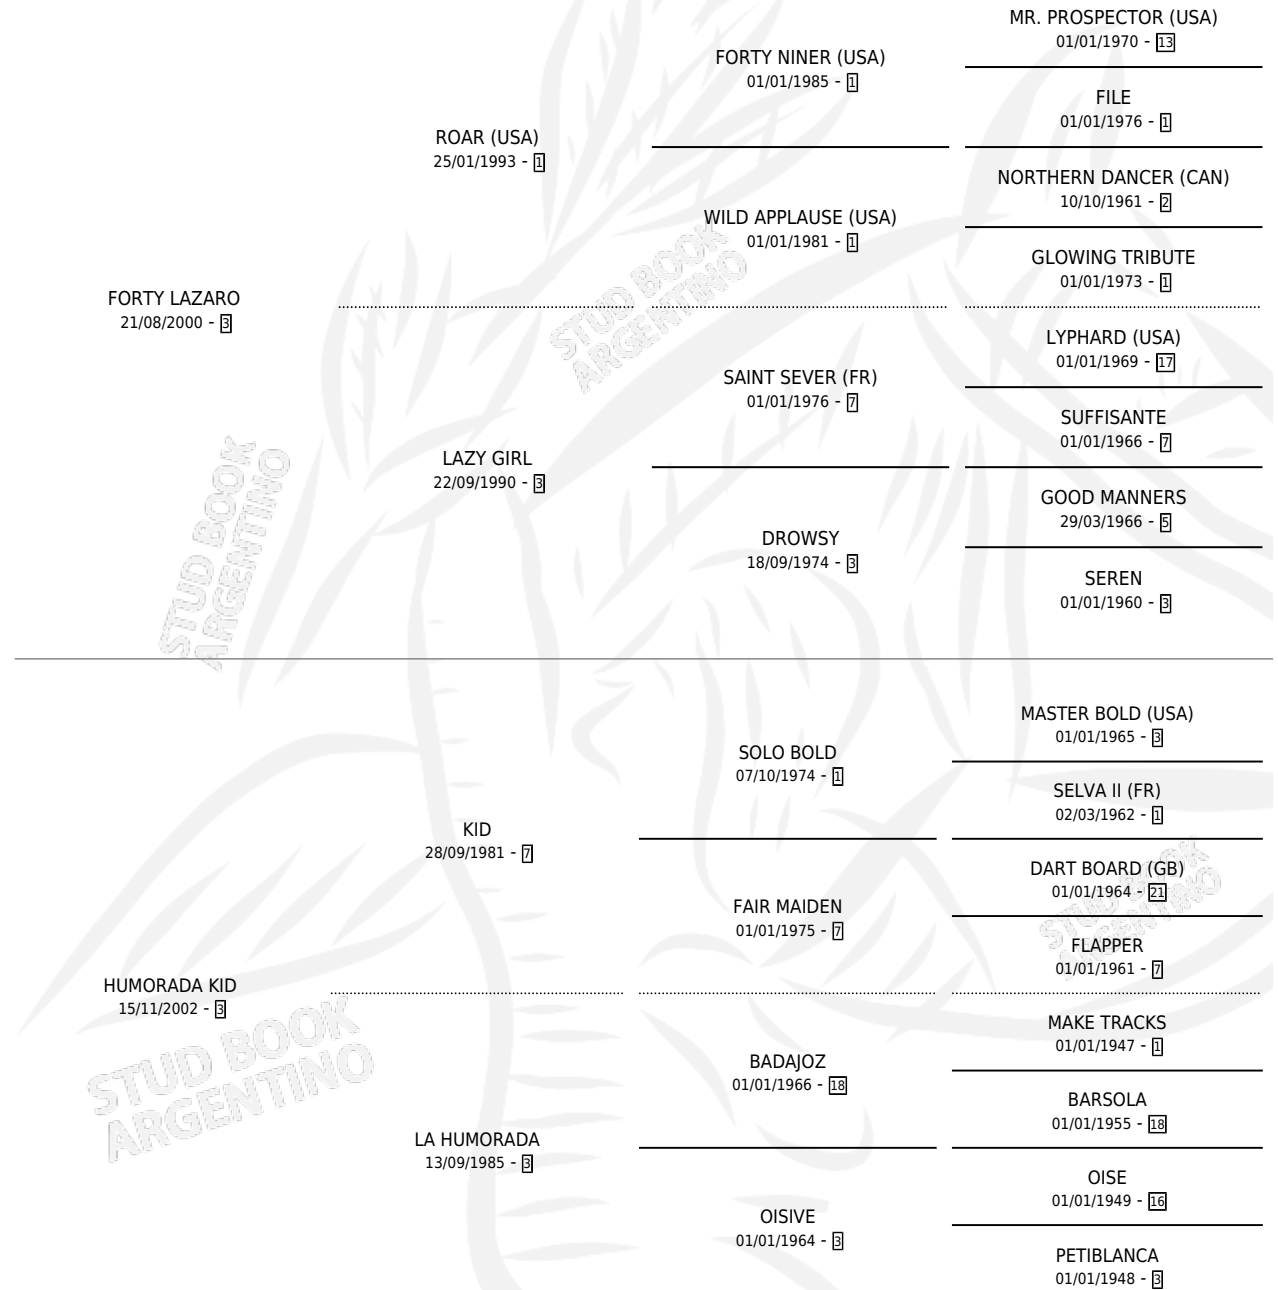 MR. PROSPECTOR (USA)
01/01/1970 - 13
FORTY NINER (USA)
01/01/1985 - 1
FILE
01/01/1976 - 1
ROAR (USA)
25/01/1993 - 1
NORTHERN DANCER (CAN)
10/10/1961 - 2
WILD APPLAUSE (USA)
01/01/1981 - 1
GLOWING TRIBUTE
01/01/1973 - 1
FORTY LAZARO
21/08/2000 - 3
STUD BOOK
ARGENTINO
LYPHARD (USA)
01/01/1969 - 17
SAINT SEVER (FR)
01/01/1976 - 7
SUFFISANTE
01/01/1966 - 7
LAZY GIRL
22/09/1990 - 3
GOOD MANNERS
29/03/1966 - 5
DROWSY
18/09/1974 - 3
SEREN
01/01/1960 - 3
STUD BOOK
ARGENTINO
MASTER BOLD (USA)
01/01/1965 - 3
SOLO BOLD
07/10/1974 - 1
SELVA II (FR)
02/03/1962 - 1
KID
28/09/1981 - 7
DART BOARD (GB)
01/01/1964 - 21
FAIR MAIDEN
01/01/1975 - 7
STUD BOOK
ARGENTINO
FLAPPER
01/01/1961 - 7
HUMORADA KID
15/11/2002 - 3
MAKE TRACKS
01/01/1947 - 1
BADAJOZ
01/01/1966 - 18
STUD BOOK
ARGENTINO
BARSOLA
01/01/1955 - 18
LA HUMORADA
13/09/1985 - 3
OISE
01/01/1949 - 16
OISIVE
01/01/1964 - 3
PETIBLANCA
01/01/1948 - 3